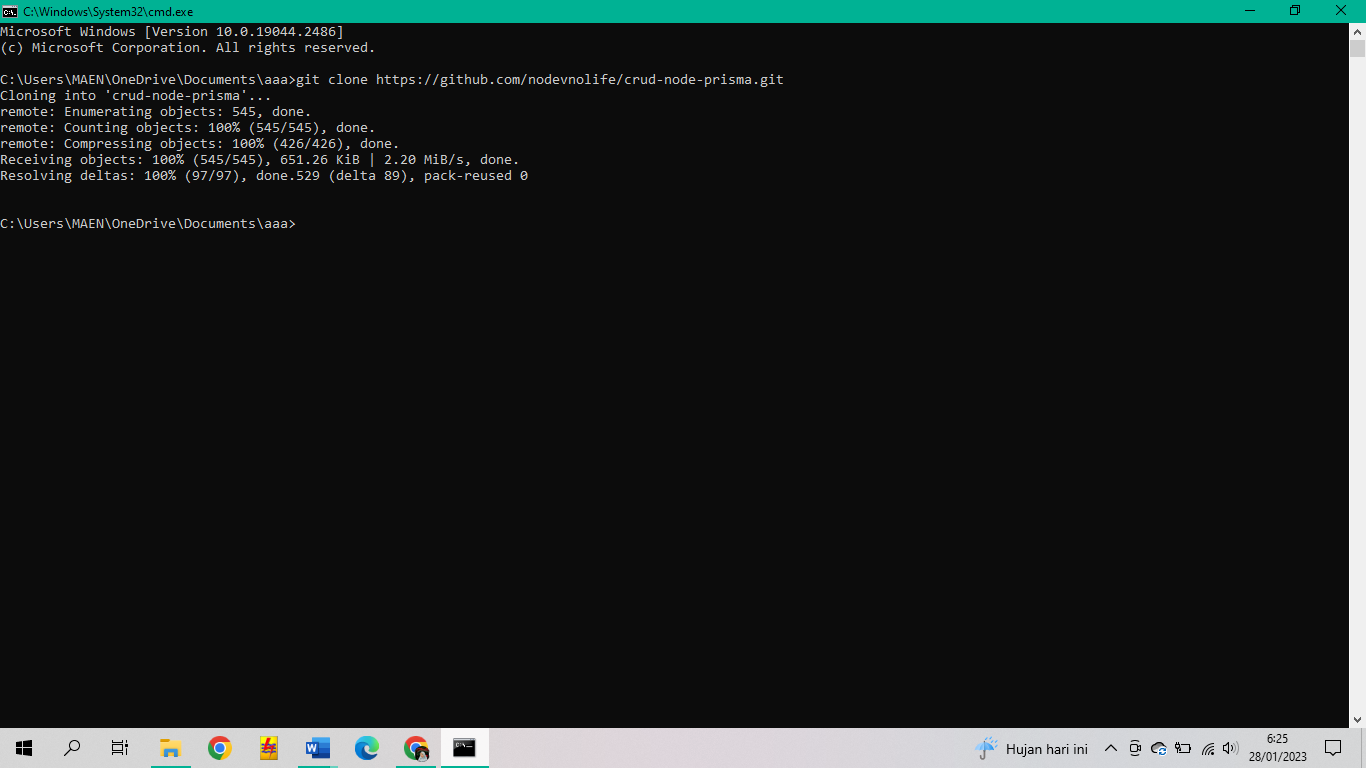 C:\Windows\System32\cmd.exe
Microsoft Windows [Version 10.0.19044.2486]
(c) Microsoft Corporation. All rights reserved.
C:\Users\MAEN\OneDrive\Documents\aaa>git clone https://github.com/nodevnolife/crud-node-prisma.git
Cloning into 'crud-node-prisma'...
remote: Enumerating objects: 545, done.
remote: Counting objects: 100% (545/545), done.
remote: Compressing objects: 100% (426/426), done.
Receiving objects: 100% (545/545), 651.26 KiB | 2.20 MiB/s, done.
Resolving deltas: 100% (97/97), done.529 (delta 89), pack-reused 0
C:\Users\MAEN\OneDrive\Documents\aaa>
Hujan hari ini
6:25
28/01/2023